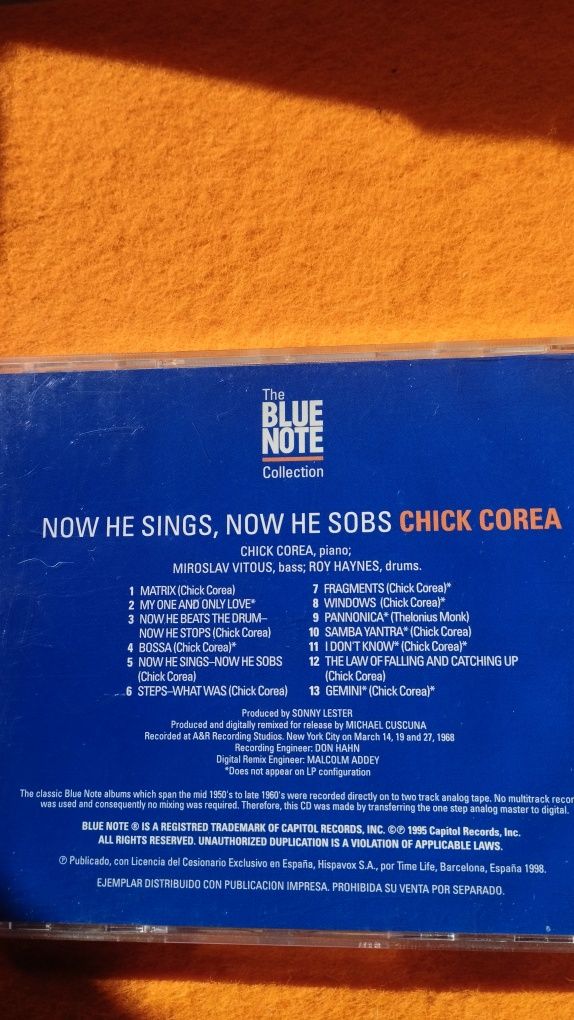 The
BLUE
NOTE
Collection
NOW HE SINGS, NOW HE SOBS CHICK COREA
CHICK COREA, piano;
MIROSLAV VITOUS, bass; ROY HAYNES, drums.
1 MATRIX (Chick Corea)
2 MY ONE AND ONLY LOVE*
3 NOW HE BEATS THE DRUM–
NOW HE STOPS (Chick Corea)
4 BOSSA (Chick Corea)*
5 NOW HE SINGS–NOW HE SOBS
(Chick Corea)
6 STEPS–WHAT WAS (Chick Corea)
7 FRAGMENTS (Chick Corea)*
8 WINDOWS (Chick Corea)*
9 PANNONICA* (Thelonius Monk)
10 SAMBA YANTRA* (Chick Corea)
11 I DON'T KNOW* (Chick Corea)*
12 THE LAW OF FALLING AND CATCHING UP
(Chick Corea)
13 GEMINI* (Chick Corea)*
Produced by SONNY LESTER
Produced and digitally remixed for release by MICHAEL CUSCUNA
Recorded at A&R Recording Studios. New York City on March 14, 19 and 27, 1968
Recording Engineer: DON HAHN
Digital Remix Engineer: MALCOLM ADDEY
*Does not appear on LP configuration
The classic Blue Note albums which span the mid 1950's to late 1960's were recorded directly on to two track analog tape. No multitrack recor
was used and consequently no mixing was required. Therefore, this CD was made by transferring the one step analog master to digital.
BLUE NOTE ® IS A REGISTRED TRADEMARK OF CAPITOL RECORDS, INC. ©℗ 1995 Capitol Records, Inc.
ALL RIGHTS RESERVED. UNAUTHORIZED DUPLICATION IS A VIOLATION OF APPLICABLE LAWS.
℗ Publicado, con Licencia del Cesionario Exclusivo en España, Hispavox S.A., por Time Life, Barcelona, España 1998.
EJEMPLAR DISTRIBUIDO CON PUBLICACION IMPRESA. PROHIBIDA SU VENTA POR SEPARADO.